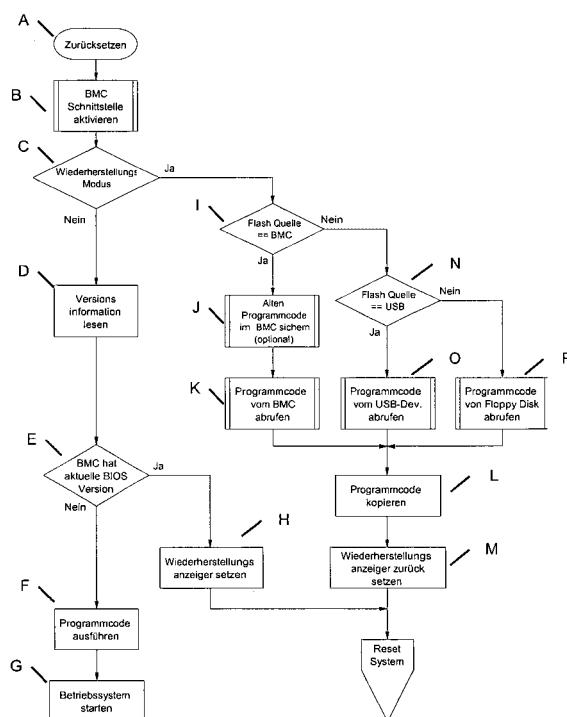 A
Zurücksetzen
B
BMC
Schnittstelle
aktivieren
C
Wiederherstellungs
Modus
Ja
Nein
I
Flash Quelle
== BMC
Nein
Ja
N
Flash Quelle
== USB
Nein
Ja
D
Versions
information
lesen
J
Alten
Programmcode
im BMC sichern
(optional)
K
Programmcode
vom BMC
abrufen
O
Programmcode
vom USB-Dev.
abrufen
P
Programmcode
von Floppy Disk
abrufen
E
BMC hat
aktuelle BIOS
Version
Ja
Nein
L
Programmcode
kopieren
H
Wiederherstellungs
anzeiger setzen
M
Wiederherstellungs
anzeiger zurück
setzen
F
Programmcode
ausführen
Reset
System
G
Betriebssystem
starten